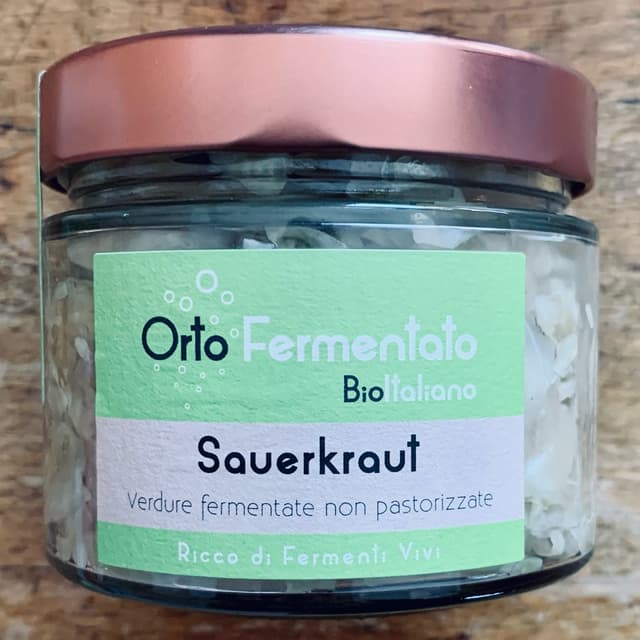 Orto Fermentato
BioItaliano
Sauerkraut
Verdure fermentate non pastorizzate
Ricco di Fermenti Vivi